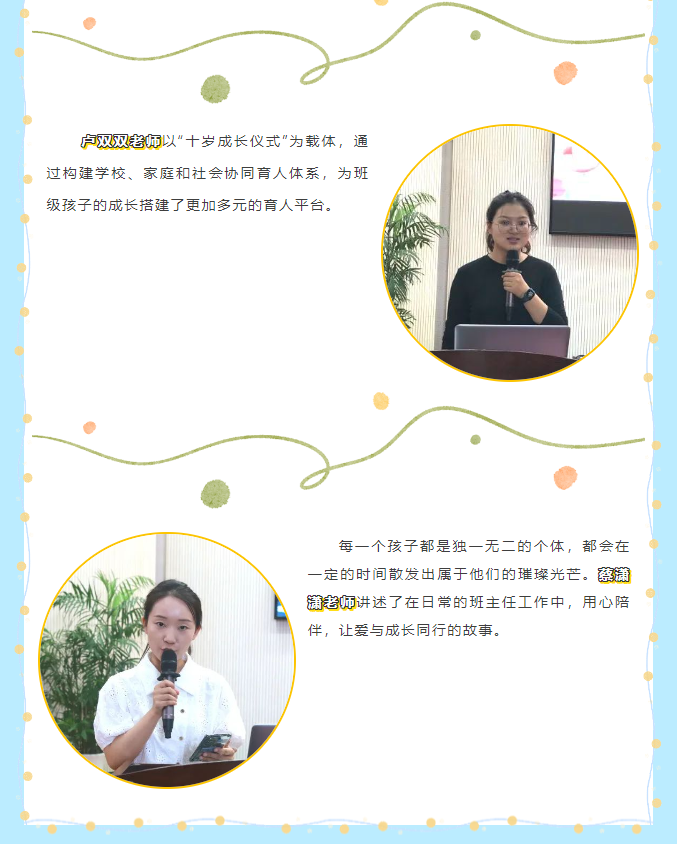 卢双双老师以“十岁成长仪式”为载体，通
过构建学校、家庭和社会协同育人体系，为班
级孩子的成长搭建了更加多元的育人平台。
每一个孩子都是独一无二的个体，都会在
一定的时间散发出属于他们的璀璨光芒。蔡潇
潇老师讲述了在日常的班主任工作中，用心陪
伴，让爱与成长同行的故事。